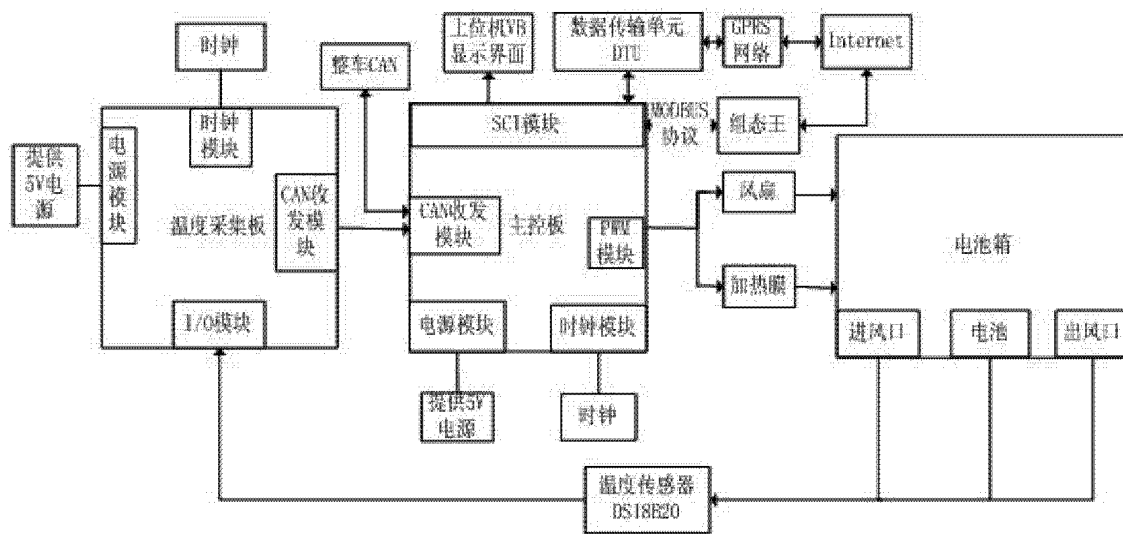 时钟
整车CAN
上位机VB
显示界面
数据传输单元
DTU
GPRS
网络
Internet
时钟
模块
SCI模块
MODBUS
协议
组态王
提供
5V电
源
电
源
模
块
温度采集板
CAN收
发模
块
CAN收发
模块
主控板
PWM
模块
风扇
加热膜
电池箱
I/O模块
电源模块
时钟模块
进风口
电池
出风口
提供5V
电源
时钟
温度传感器
DS18B20